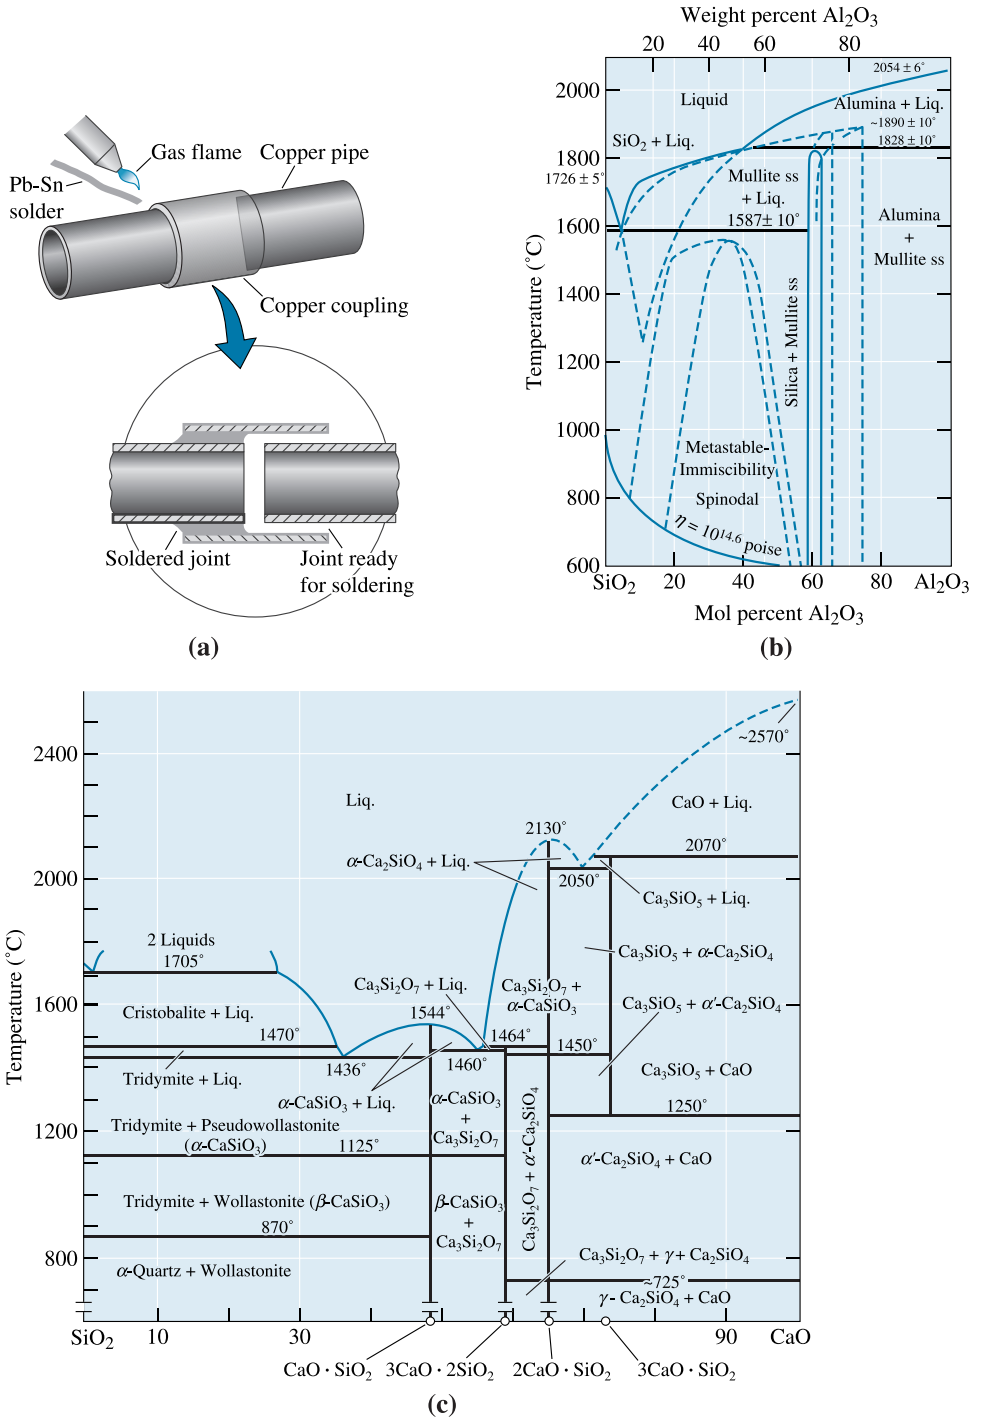 Gas flame
Copper pipe
Pb-Sn
solder
Copper coupling
Soldered joint
Joint ready
for soldering
(a)
Weight percent Al₂O₃
20 40 60 80
2054 ± 6°
2000
Liquid
Alumina + Liq.
~1890 ± 10°
1828 ± 10°
SiO₂ + Liq.
1800
1726 ± 5°
Mullite ss
+ Liq.
1587± 10°
1600
Alumina
+
Mullite ss
1400
Temperature (°C)
Silica + Mullite ss
1200
1000
Metastable-
Immiscibility
Spinodal
800
η = 10¹⁴·⁶ poise
600
SiO₂ 20 40 60 80 Al₂O₃
Mol percent Al₂O₃
(b)
~2570°
2400
Liq.
CaO + Liq.
2130°
2070°
α-Ca₂SiO₄ + Liq.
2050°
2000
Ca₃SiO₅ + Liq.
2 Liquids
1705°
Ca₃SiO₅ + α-Ca₂SiO₄
Ca₃Si₂O₇ + Liq.
Ca₃Si₂O₇ +
α-CaSiO₃
Ca₃SiO₅ + α′-Ca₂SiO₄
1600
Cristobalite + Liq.
1544°
1470°
1464°
1450°
1436°
1460°
Temperature (°C)
Tridymite + Liq.
Ca₃SiO₅ + CaO
α-CaSiO₃ + Liq.
α-CaSiO₃
+
Ca₃Si₂O₇
1250°
1200
Tridymite + Pseudowollastonite
(α-CaSiO₃)
1125°
α′-Ca₂SiO₄ + CaO
Ca₃Si₂O₇ + α′-Ca₂SiO₄
Tridymite + Wollastonite (β-CaSiO₃)
β-CaSiO₃
+
Ca₃Si₂O₇
870°
800
Ca₃Si₂O₇ + γ + Ca₂SiO₄
α-Quartz + Wollastonite
≈725°
γ - Ca₂SiO₄ + CaO
SiO₂ 10 30 90 CaO
CaO · SiO₂ 3CaO · 2SiO₂ 2CaO · SiO₂ 3CaO · SiO₂
(c)